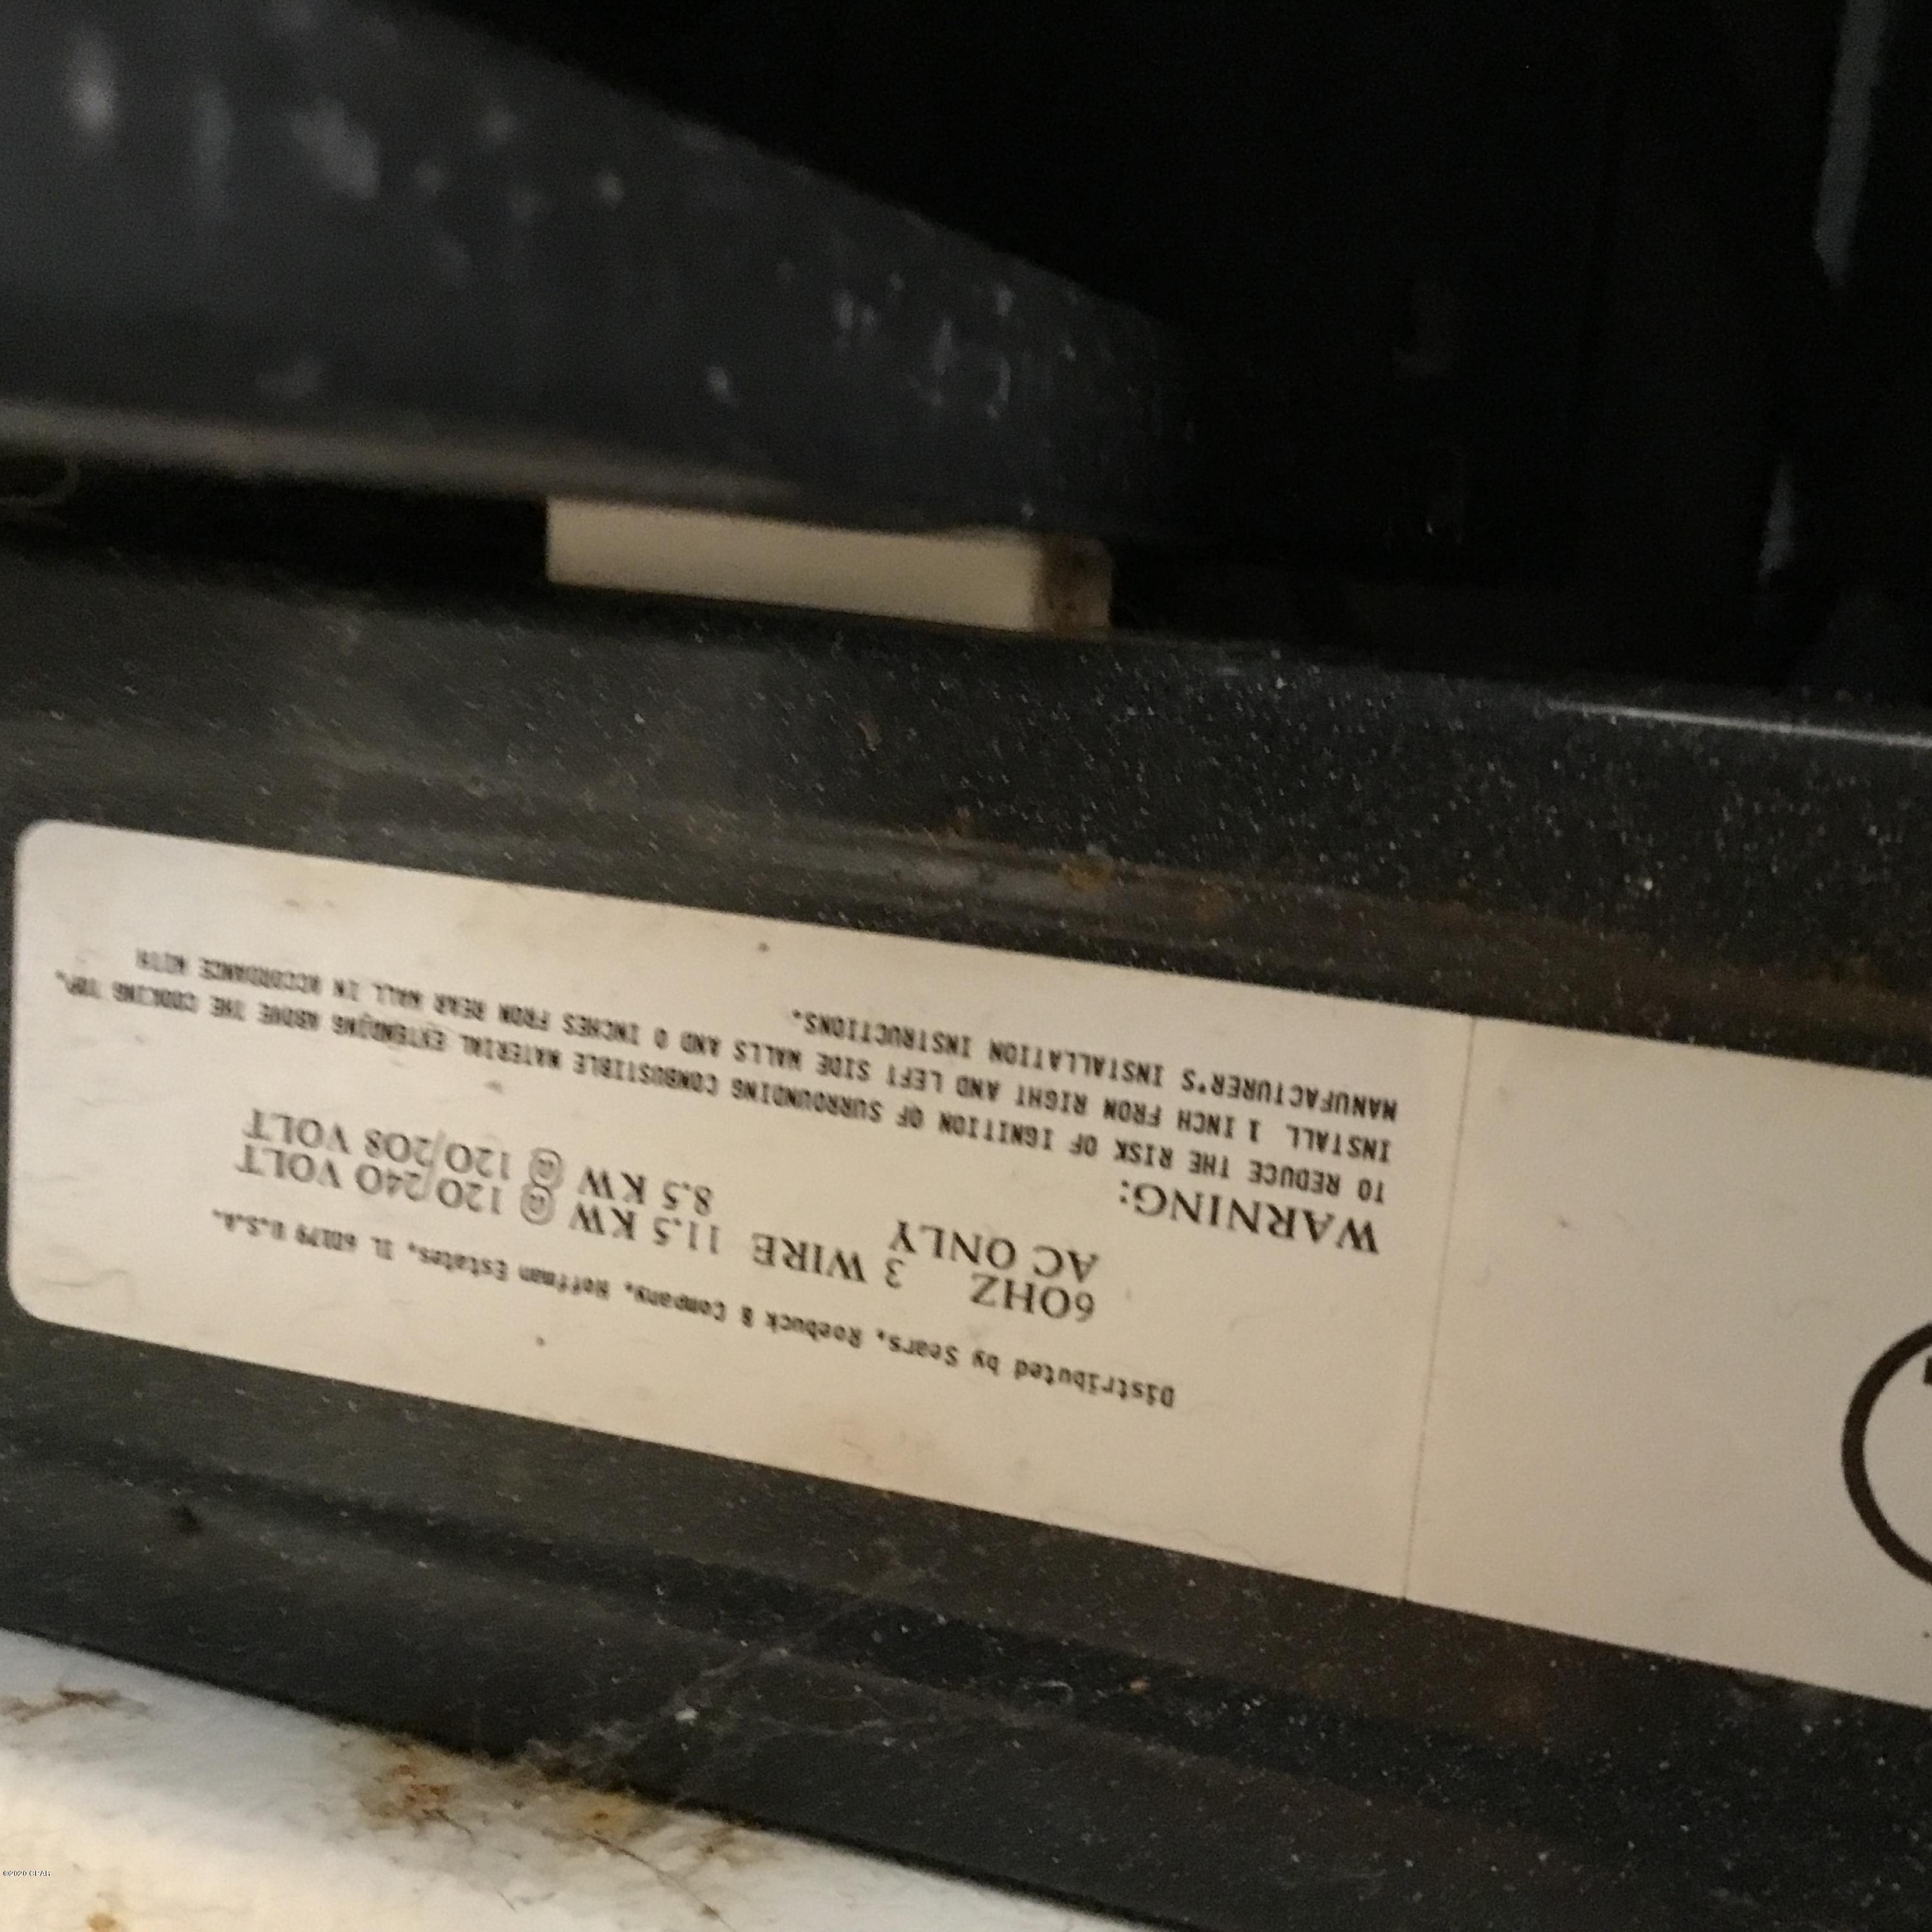 Distributed by Sears, Roebuck & Company, Hoffman Estates, IL 60179 U.S.A.
60HZ 3 WIRE 11.5 KW @ 120/240 VOLT
AC ONLY 8.5 KW @ 120/208 VOLT
WARNING:
TO REDUCE THE RISK OF IGNITION OF SURROUNDING COMBUSTIBLE MATERIAL EXTENDING ABOVE THE COOKING TOP,
INSTALL 1 INCH FROM RIGHT AND LEFT SIDE WALLS AND 0 INCHES FROM REAR WALL IN ACCORDANCE WITH
MANUFACTURER'S INSTALLATION INSTRUCTIONS.
©2020 CPAR